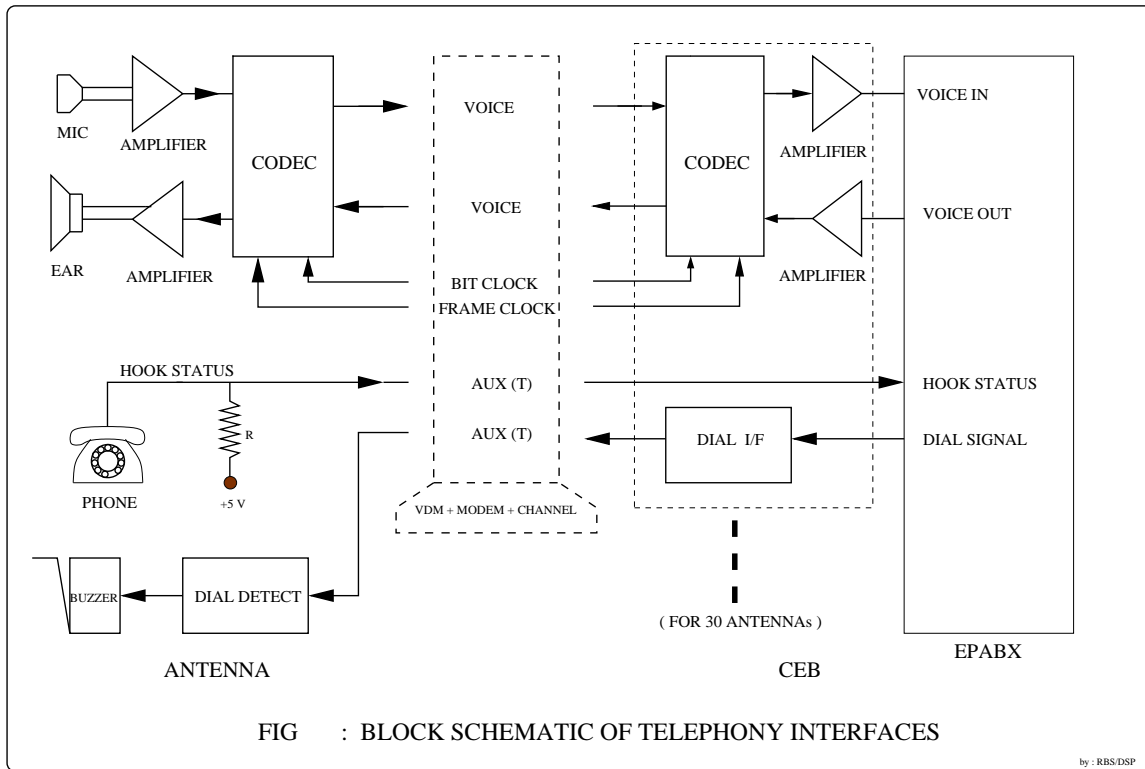 MIC
AMPLIFIER
CODEC
VOICE
CODEC
AMPLIFIER
VOICE IN
EAR
AMPLIFIER
VOICE
AMPLIFIER
VOICE OUT
BIT CLOCK
FRAME CLOCK
HOOK STATUS
AUX (T)
HOOK STATUS
R
+5 V
PHONE
AUX (T)
DIAL I/F
DIAL SIGNAL
VDM + MODEM + CHANNEL
BUZZER
DIAL DETECT
( FOR 30 ANTENNAs )
ANTENNA
CEB
EPABX
FIG : BLOCK SCHEMATIC OF TELEPHONY INTERFACES
by : RBS/DSP